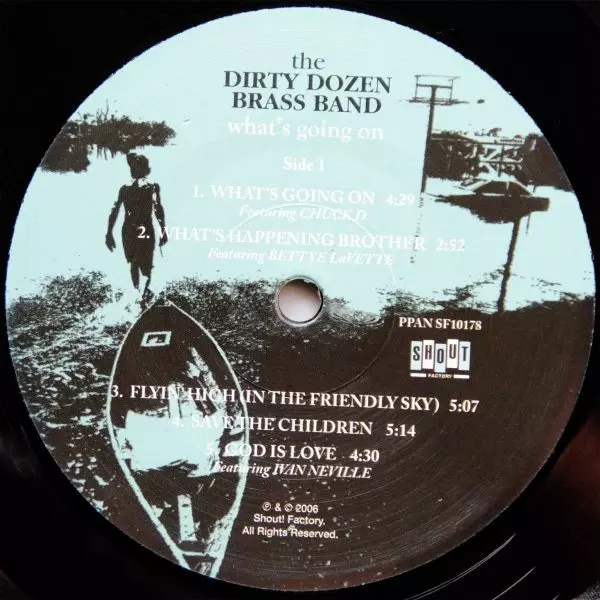 the
DIRTY DOZEN
BRASS BAND
what's going on
Side 1
1. WHAT'S GOING ON 4:29
Featuring CHUCK D
2. WHAT'S HAPPENING BROTHER 2:52
Featuring BETTYE LaVETTE
PPAN SF10178
SHOUT
FACTORY
3. FLYIN' HIGH (IN THE FRIENDLY SKY) 5:07
4. SAVE THE CHILDREN 5:14
5. GOD IS LOVE 4:30
Featuring IVAN NEVILLE
℗ & © 2006
Shout! Factory.
All Rights Reserved.